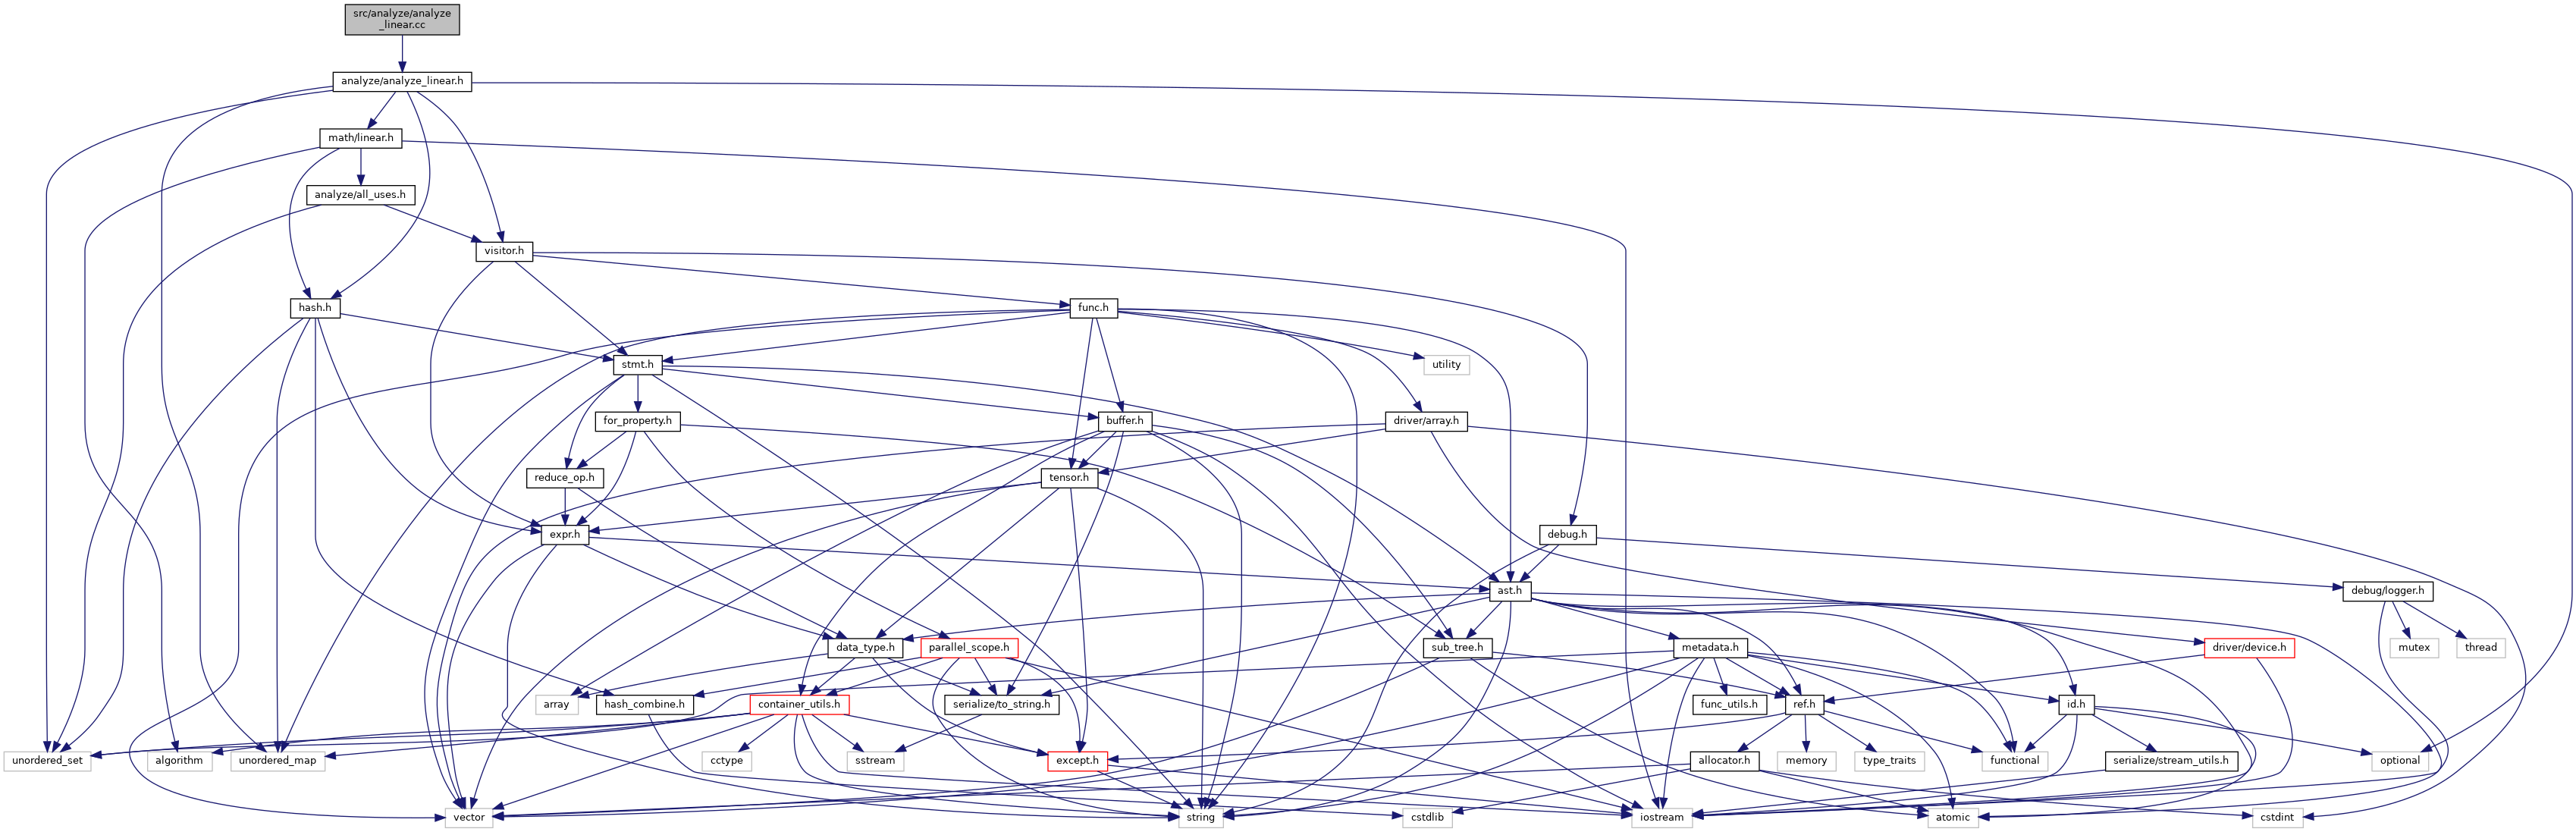 src/analyze/analyze
_linear.cc
analyze/analyze_linear.h
math/linear.h
analyze/all_uses.h
visitor.h
hash.h
func.h
stmt.h
utility
for_property.h
buffer.h
driver/array.h
reduce_op.h
tensor.h
expr.h
debug.h
ast.h
debug/logger.h
data_type.h
parallel_scope.h
sub_tree.h
metadata.h
driver/device.h
mutex
thread
array
hash_combine.h
container_utils.h
serialize/to_string.h
func_utils.h
ref.h
id.h
unordered_set
algorithm
unordered_map
cctype
sstream
except.h
allocator.h
memory
type_traits
functional
serialize/stream_utils.h
optional
vector
string
cstdlib
iostream
atomic
cstdint